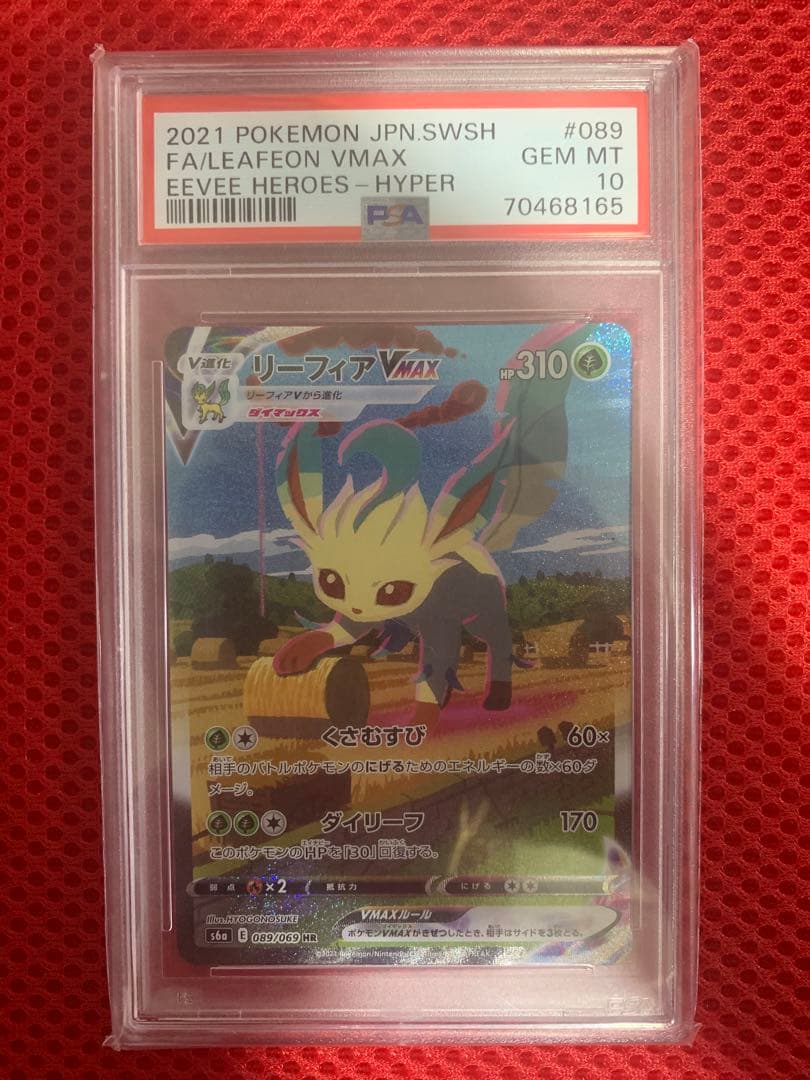 2021 POKEMON JPN.SWSH #089
FA/LEAFEON VMAX GEM MT
EEVEE HEROES-HYPER 10
PSA 70468165
V進化 リーフィアVMAX HP310
リーフィアVから進化
ダイマックス
くさむすび 60×
相手のバトルポケモンのにげるためのエネルギーの数×60ダ
メージ。
ダイリーフ 170
このポケモンのHPを「30」回復する。
弱点 ×2 抵抗力 にげる
Illus. HYOGONOSUKE
VMAXルール
s6a E 089/069 HR ポケモンVMAXがきぜつしたとき、相手はサイドを3枚とる。
©2021 Pokémon/Nintendo